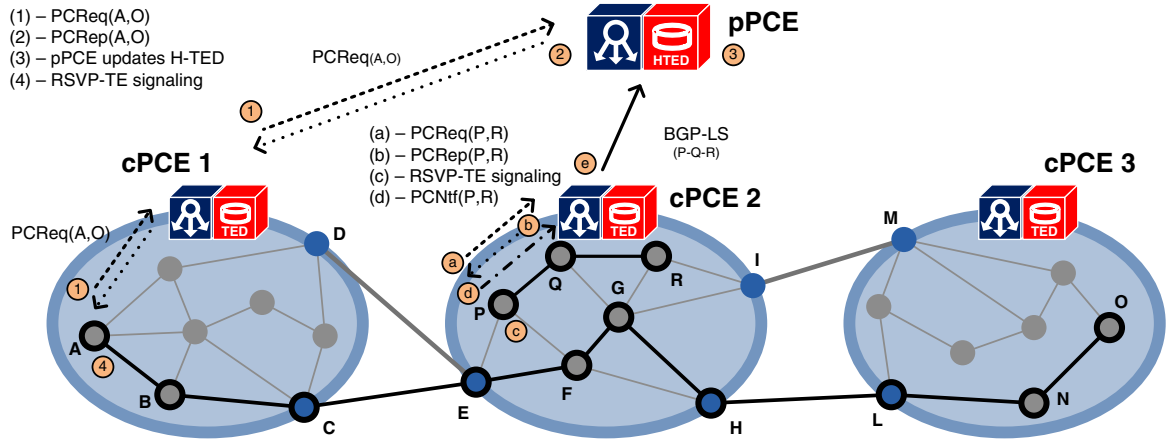 (1) – PCReq(A,O)
(2) – PCRep(A,O)
(3) – pPCE updates H-TED
(4) – RSVP-TE signaling
pPCE
HTED
2
3
PCReq(A,O)
1
(a) – PCReq(P,R)
(b) – PCRep(P,R)
(c) – RSVP-TE signaling
(d) – PCNtf(P,R)
BGP-LS
(P-Q-R)
e
cPCE 1
cPCE 2
cPCE 3
TED
TED
TED
PCReq(A,O)
1
D
a
b
d
Q
R
I
M
P
c
G
O
A
4
B
C
E
F
H
L
N